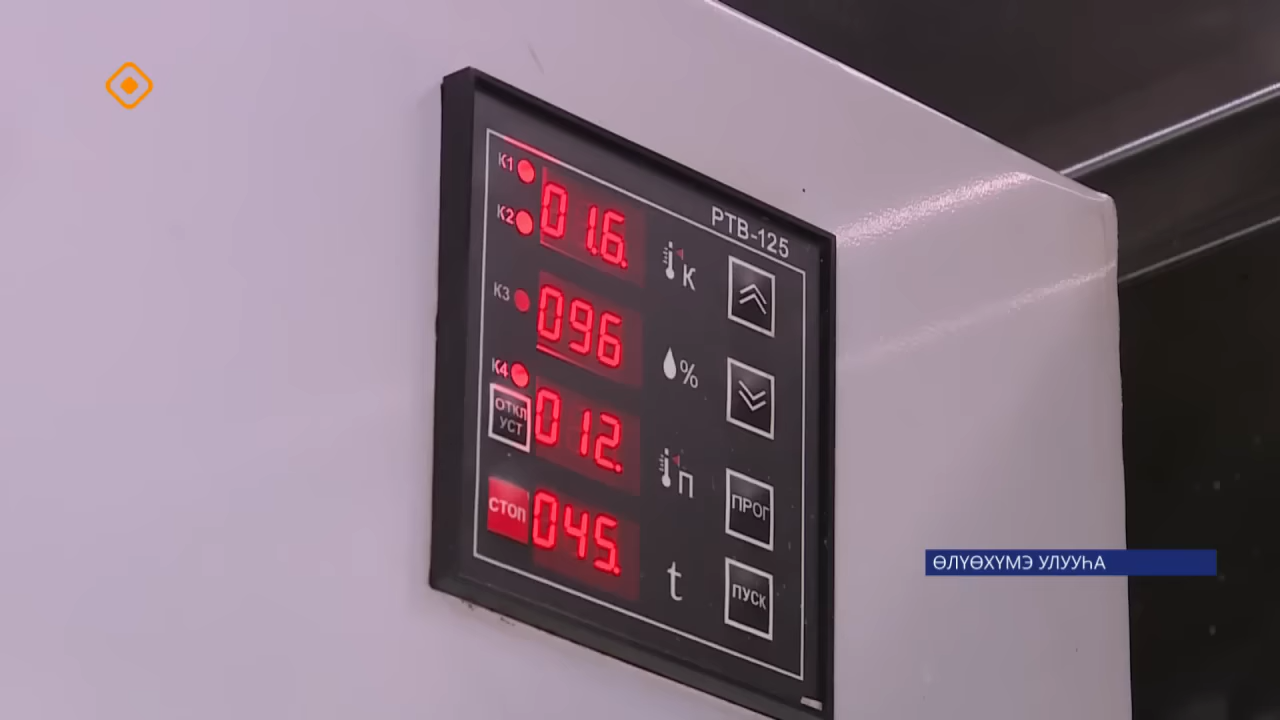 РТВ-125
К1
01.6.
К2
К
К3
096
%
К4
012.
ОТКЛ
УСТ
П
СТОП
045.
ПРОГ
t
ПУСК
ӨЛҮӨХҮМЭ УЛУУҺА